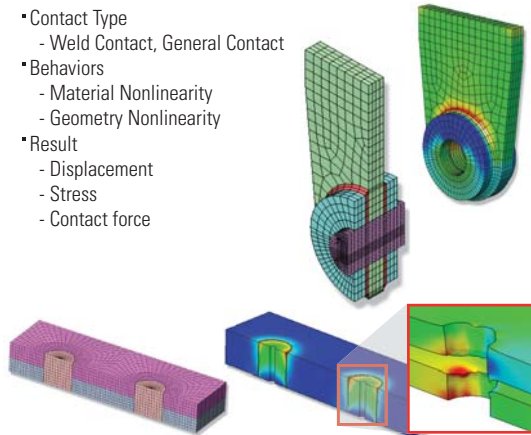 ▪ Contact Type
- Weld Contact, General Contact
▪ Behaviors
- Material Nonlinearity
- Geometry Nonlinearity
▪ Result
- Displacement
- Stress
- Contact force